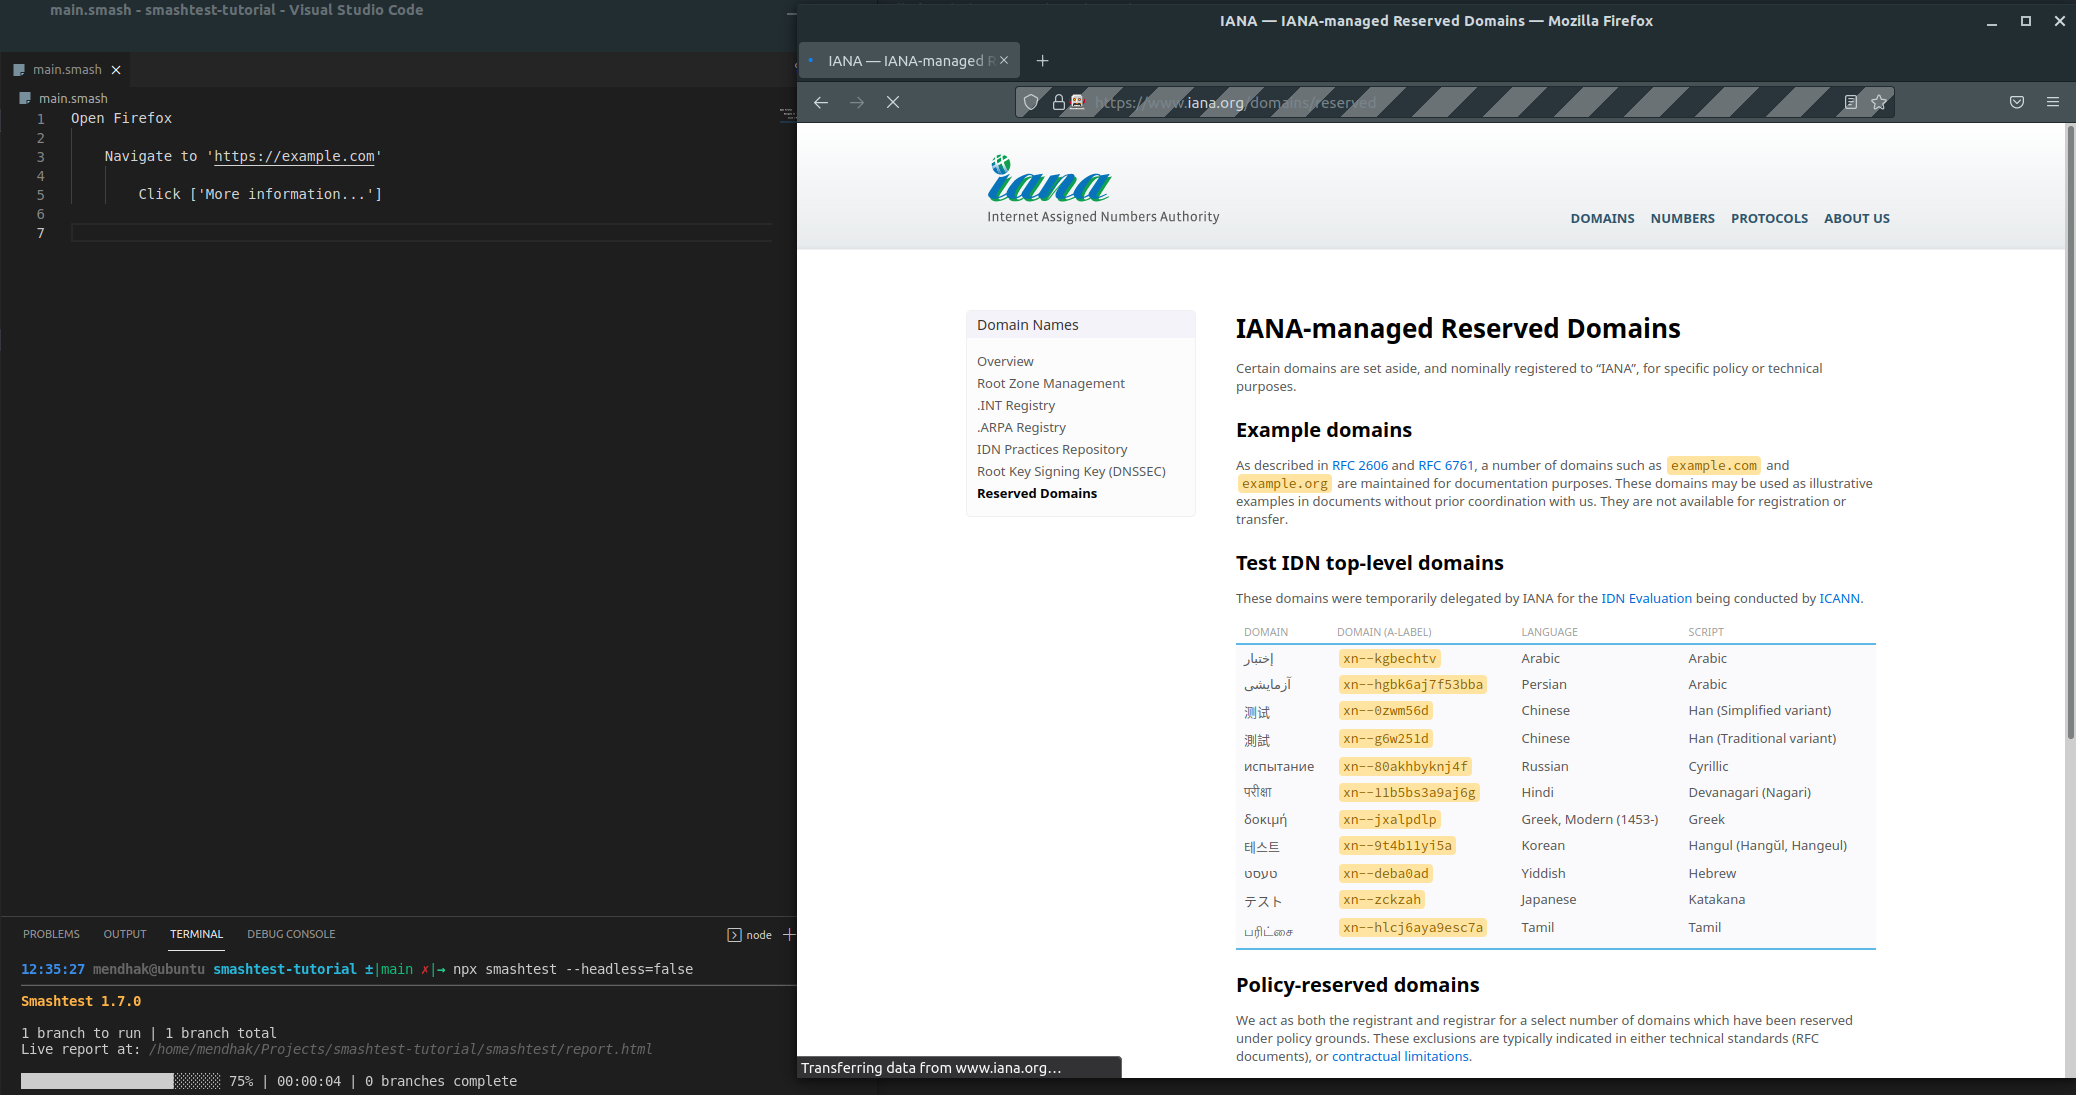 main.smash - smashtest-tutorial - Visual Studio Code
main.smash
main.smash
1 Open Firefox
2
3 Navigate to 'https://example.com'
4
5 Click ['More information...']
6
7
PROBLEMS OUTPUT TERMINAL DEBUG CONSOLE
node
12:35:27 mendhak@ubuntu smashtest-tutorial ±|main ✗|→ npx smashtest --headless=false
Smashtest 1.7.0
1 branch to run | 1 branch total
Live report at: /home/mendhak/Projects/smashtest-tutorial/smashtest/report.html
75% | 00:00:04 | 0 branches complete
IANA — IANA-managed Reserved Domains — Mozilla Firefox
IANA — IANA-managed R
https://www.iana.org/domains/reserved
iana
Internet Assigned Numbers Authority
DOMAINS NUMBERS PROTOCOLS ABOUT US
Domain Names
Overview
Root Zone Management
.INT Registry
.ARPA Registry
IDN Practices Repository
Root Key Signing Key (DNSSEC)
Reserved Domains
IANA-managed Reserved Domains
Certain domains are set aside, and nominally registered to “IANA”, for specific policy or technical
purposes.
Example domains
As described in RFC 2606 and RFC 6761, a number of domains such as example.com and
example.org are maintained for documentation purposes. These domains may be used as illustrative
examples in documents without prior coordination with us. They are not available for registration or
transfer.
Test IDN top-level domains
These domains were temporarily delegated by IANA for the IDN Evaluation being conducted by ICANN.
DOMAIN DOMAIN (A-LABEL) LANGUAGE SCRIPT
إختبار xn--kgbechtv Arabic Arabic
آزمایشی xn--hgbk6aj7f53bba Persian Arabic
测试 xn--0zwm56d Chinese Han (Simplified variant)
測試 xn--g6w251d Chinese Han (Traditional variant)
испытание xn--80akhbyknj4f Russian Cyrillic
परीक्षा xn--11b5bs3a9aj6g Hindi Devanagari (Nagari)
δοκιμή xn--jxalpdlp Greek, Modern (1453-) Greek
테스트 xn--9t4b11yi5a Korean Hangul (Hangŭl, Hangeul)
טעסט xn--deba0ad Yiddish Hebrew
テスト xn--zckzah Japanese Katakana
பரிட்சை xn--hlcj6aya9esc7a Tamil Tamil
Policy-reserved domains
We act as both the registrant and registrar for a select number of domains which have been reserved
under policy grounds. These exclusions are typically indicated in either technical standards (RFC
documents), or contractual limitations.
Transferring data from www.iana.org…